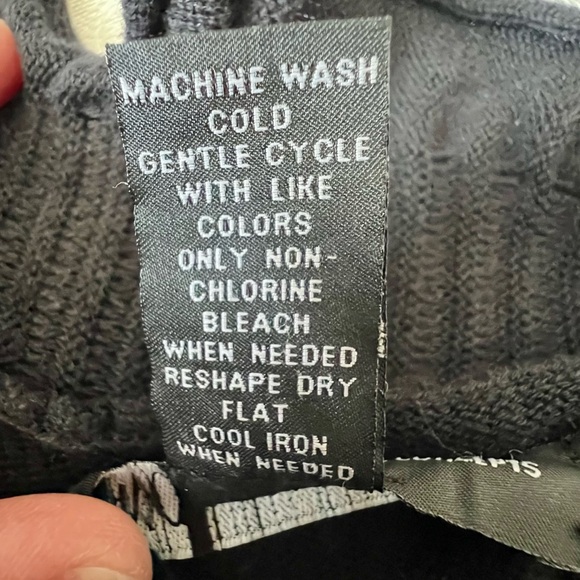 MACHINE WASH
COLD
GENTLE CYCLE
WITH LIKE
COLORS
ONLY NON-
CHLORINE
BLEACH
WHEN NEEDED
RESHAPE DRY
FLAT
COOL IRON
WHEN NEEDED